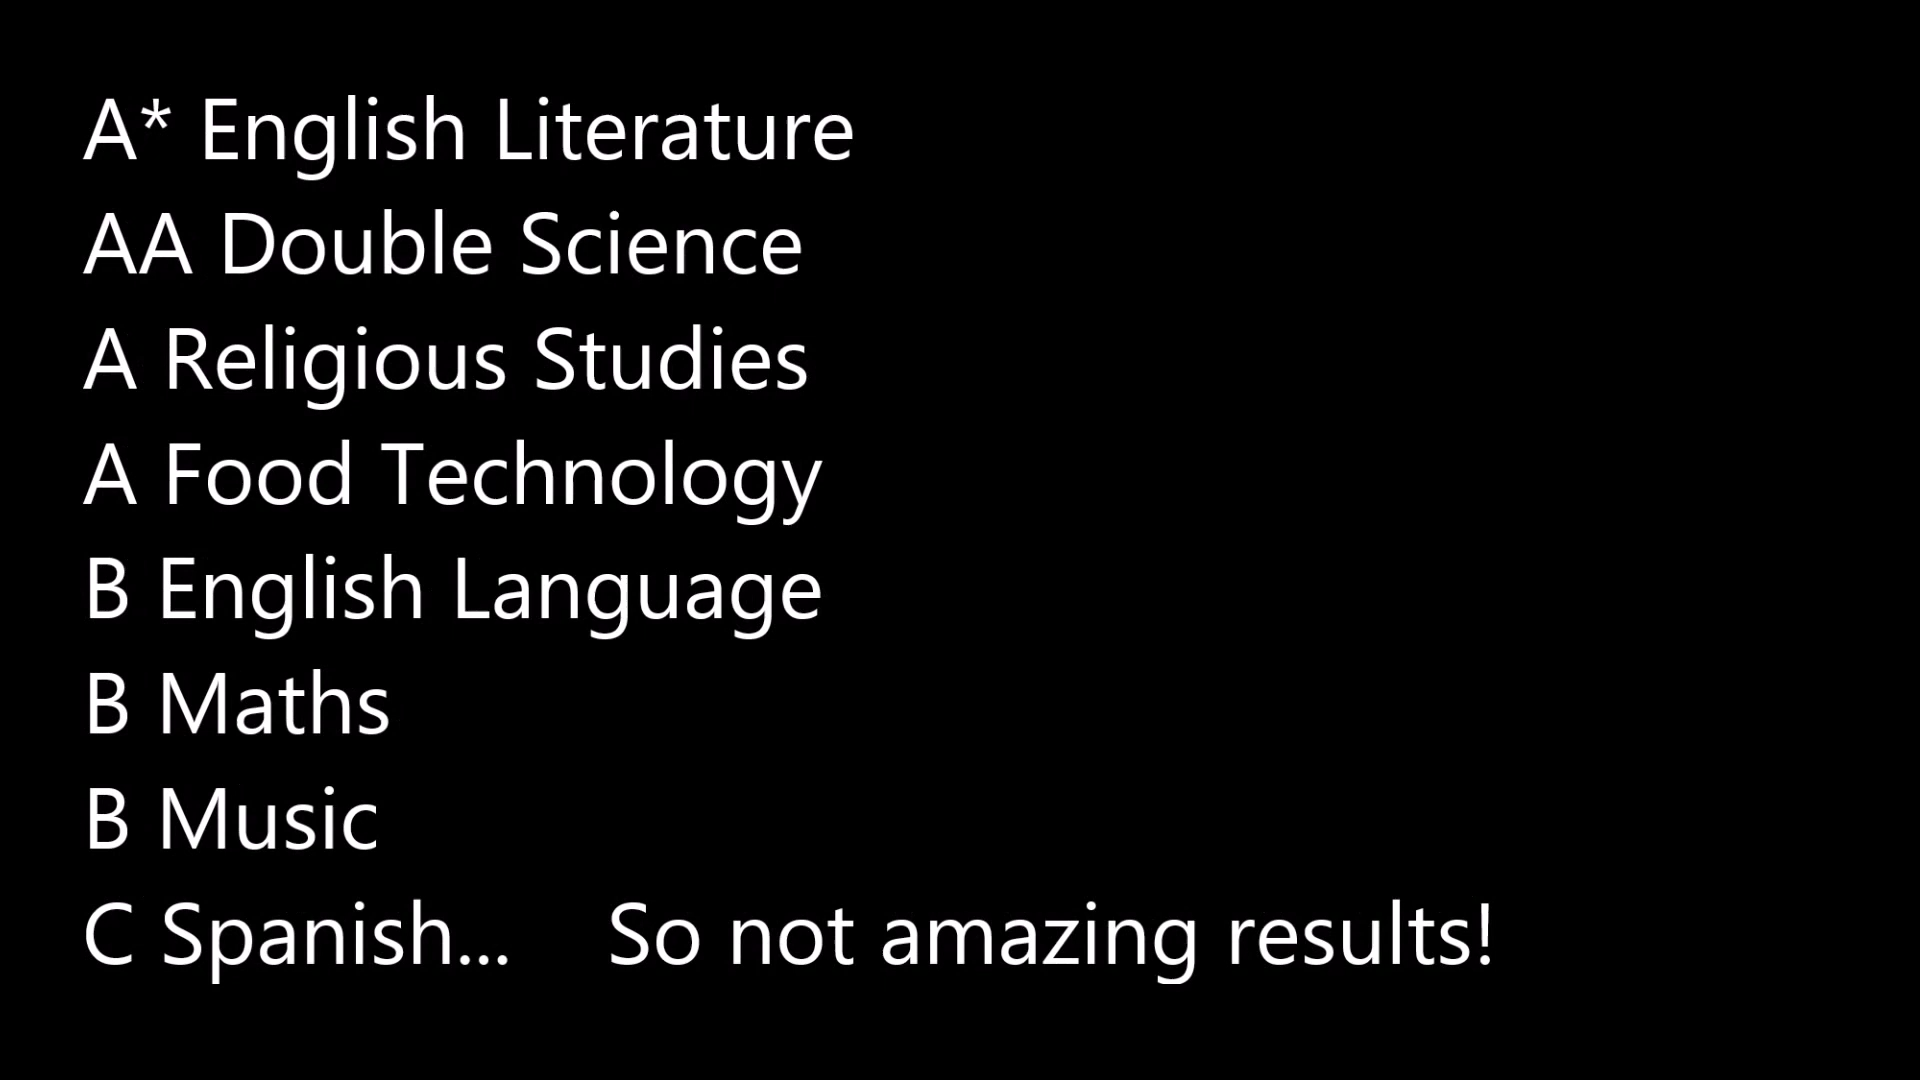 A* English Literature
AA Double Science
A Religious Studies
A Food Technology
B English Language
B Maths
B Music
C Spanish... So not amazing results!